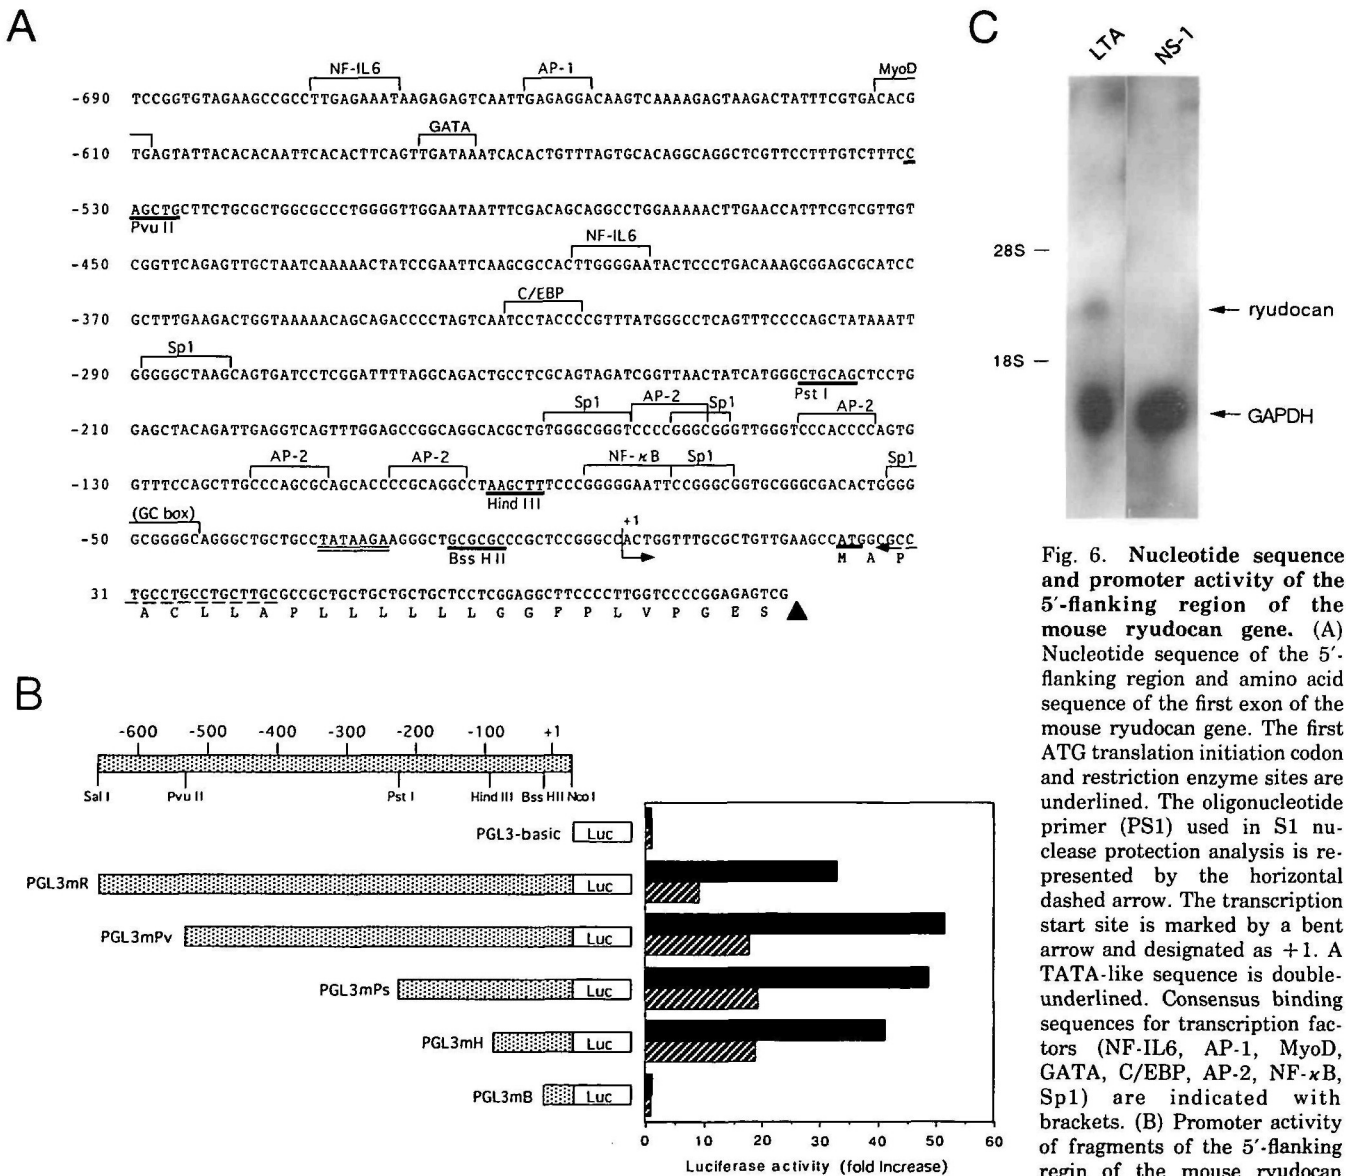 A
NF-IL6 AP-1 MyoD
-690 TCCGGTGTAGAAGCCGCCTTGAGAAATAAGAGAGTCAATTGAGAGGACAAGTCAAAAGAGTAAGACTATTTCGTGACACG
GATA
-610 TGAGTATTACACACAATTCACACTTCAGTTGATAAATCACACTGTTTAGTGCACAGGCAGGCTCGTTCCTTTGTCTTTCC
-530 AGCTGCTTCTGCGCTGGCGCCCTGGGGTTGGAATAATTTCGACAGCAGGCCTGGAAAAACTTGAACCATTTCGTCGTTGT
Pvu II
NF-IL6
-450 CGGTTCAGAGTTGCTAATCAAAAACTATCCGAATTCAAGCGCCACTTGGGGAATACTCCCTGACAAAGCGGAGCGCATCC
C/EBP
-370 GCTTTGAAGACTGGTAAAAACAGCAGACCCCTAGTCAATCCTACCCCGTTTATGGGCCTCAGTTTCCCCAGCTATAAATT
Sp1
-290 GGGGGCTAAGCAGTGATCCTCGGATTTTAGGCAGACTGCCTCGCAGTAGATCGGTTAACTATCATGGGCTGCAGCTCCTG
Pst I
Sp1 AP-2 Sp1 AP-2
-210 GAGCTACAGATTGAGGTCAGTTTGGAGCCGGCAGGCACGCTGTGGGCGGGTCCCCGGGCGGGTTGGGTCCCACCCCAGTG
AP-2 AP-2 NF-κB Sp1 Sp1
-130 GTTTCCAGCTTGCCCAGCGCAGCACCCCGCAGGCCTAAGCTTTCCCGGGGGAATTCCGGGCGGTGCGGGCGACACTGGGG
Hind III
(GC box) +1
-50 GCGGGGCAGGGCTGCTGCCTATAAGAAGGGCTGCGCGCCCGCTCCGGGCCACTGGTTTGCGCTGTTGAAGCCATGGCGCC
Bss H II M A P
31 TGCCTGCCTGCTTGCGCCGCTGCTGCTGCTGCTCCTCGGAGGCTTCCCCTTGGTCCCCGGAGAGTCG
A C L L A P L L L L L L G G F P L V P G E S
B
-600 -500 -400 -300 -200 -100 +1
Sal I Pvu II Pst I Hind III Bss HII Nco I
PGL3-basic Luc
PGL3mR Luc
PGL3mPv Luc
PGL3mPs Luc
PGL3mH Luc
PGL3mB Luc
0 10 20 30 40 50 60
Luciferase activity (fold Increase)
C
LTA NS-1
28S
ryudocan
18S
GAPDH
Fig. 6. Nucleotide sequence
and promoter activity of the
5′-flanking region of the
mouse ryudocan gene. (A)
Nucleotide sequence of the 5′-
flanking region and amino acid
sequence of the first exon of the
mouse ryudocan gene. The first
ATG translation initiation codon
and restriction enzyme sites are
underlined. The oligonucleotide
primer (PS1) used in S1 nu-
clease protection analysis is re-
presented by the horizontal
dashed arrow. The transcription
start site is marked by a bent
arrow and designated as +1. A
TATA-like sequence is double-
underlined. Consensus binding
sequences for transcription fac-
tors (NF-IL6, AP-1, MyoD,
GATA, C/EBP, AP-2, NF-κB,
Sp1) are indicated with
brackets. (B) Promoter activity
of fragments of the 5′-flanking
regin of the mouse ryudocan